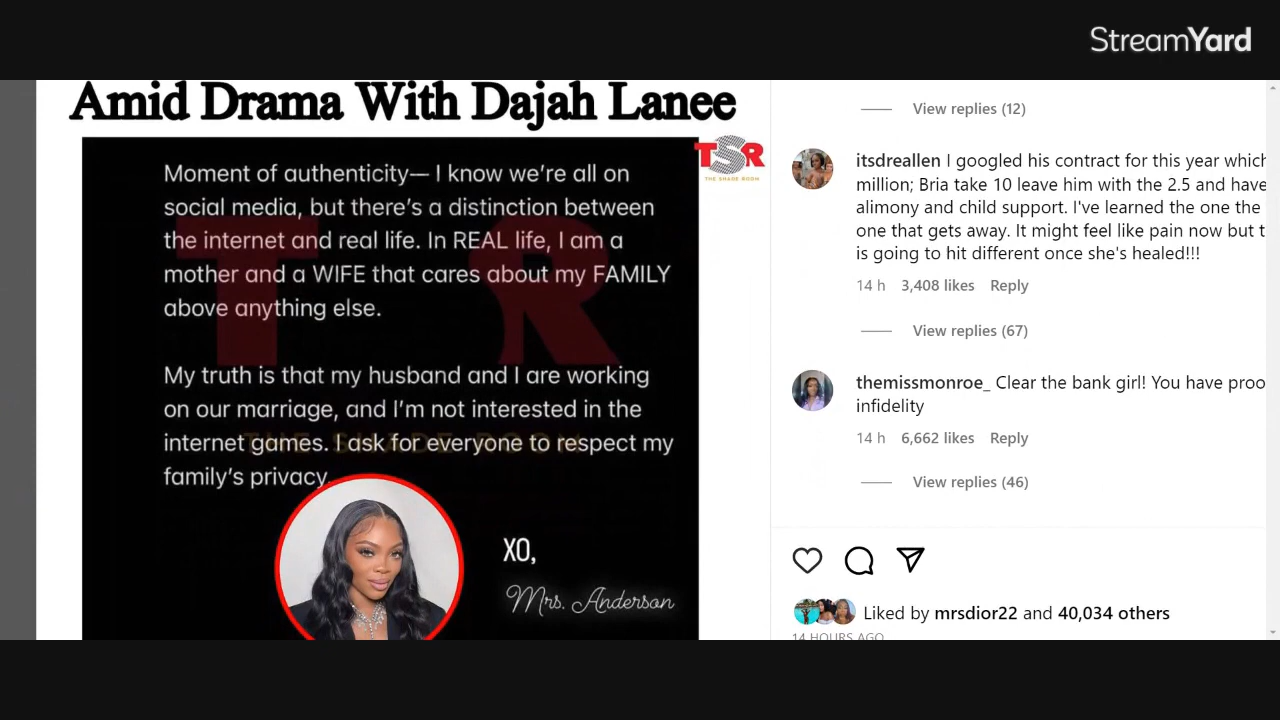 StreamYard
Amid Drama With Dajah Lanee
TSR
THE SHADE ROOM
Moment of authenticity— I know we're all on
social media, but there's a distinction between
the internet and real life. In REAL life, I am a
mother and a WIFE that cares about my FAMILY
above anything else.
My truth is that my husband and I are working
on our marriage, and I'm not interested in the
internet games. I ask for everyone to respect my
family's privacy.
XO,
Mrs. Anderson
View replies (12)
itsdreallen I googled his contract for this year which
million; Bria take 10 leave him with the 2.5 and have
alimony and child support. I've learned the one the
one that gets away. It might feel like pain now but t
is going to hit different once she's healed!!!
14 h 3,408 likes Reply
View replies (67)
themissmonroe_ Clear the bank girl! You have proo
infidelity
14 h 6,662 likes Reply
View replies (46)
Liked by mrsdior22 and 40,034 others
14 HOURS AGO